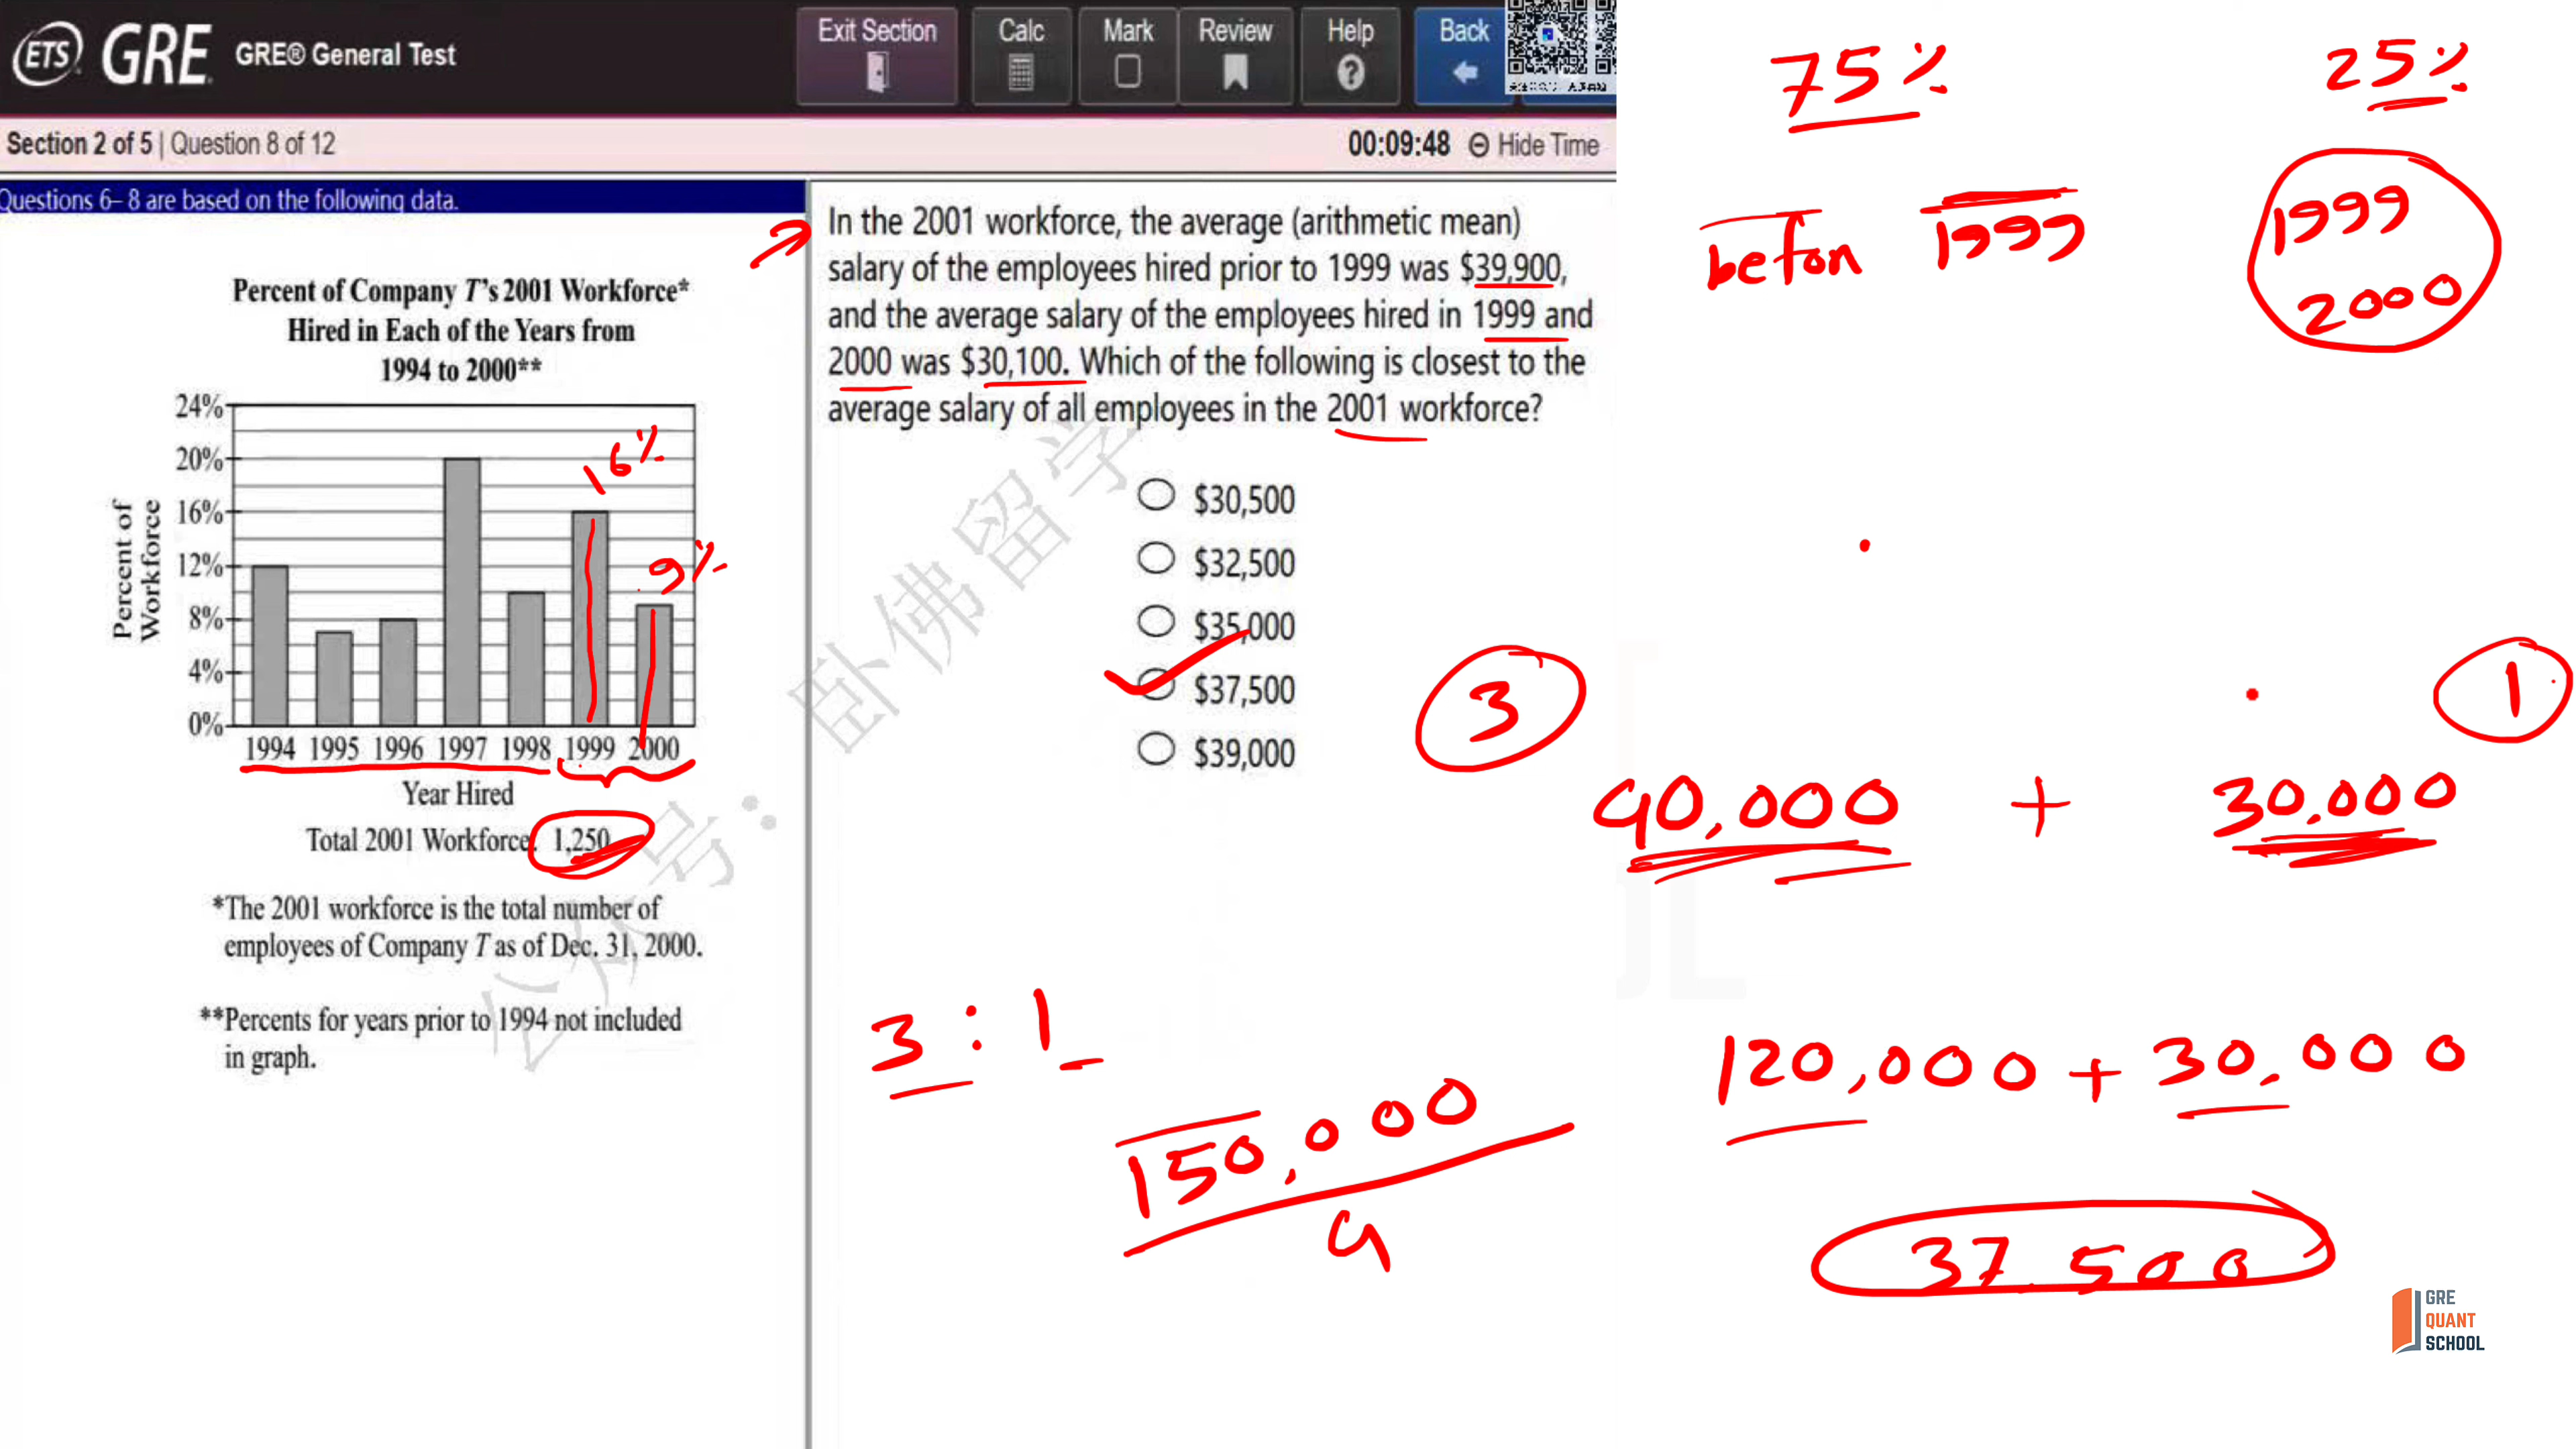 ETS GRE GRE® General Test
Exit Section
Calc
Mark
Review
Help
Back
Section 2 of 5 | Question 8 of 12
00:09:48 Hide Time
Questions 6–8 are based on the following data.
Percent of Company T's 2001 Workforce*
Hired in Each of the Years from
1994 to 2000**
24%
20%
16%
12%
8%
4%
0%
Percent of
Workforce
16%
9%
1994 1995 1996 1997 1998 1999 2000
Year Hired
Total 2001 Workforce: 1,250
*The 2001 workforce is the total number of
employees of Company T as of Dec. 31, 2000.
**Percents for years prior to 1994 not included
in graph.
In the 2001 workforce, the average (arithmetic mean)
salary of the employees hired prior to 1999 was $39,900,
and the average salary of the employees hired in 1999 and
2000 was $30,100. Which of the following is closest to the
average salary of all employees in the 2001 workforce?
$30,500
$32,500
$35,000
$37,500
$39,000
公众号：卧佛留学
75%
25%
before 1999
1999
2000
3
1
40,000 + 30,000
3 : 1
120,000 + 30,000
150,000
4
37,500
GRE
QUANT
SCHOOL